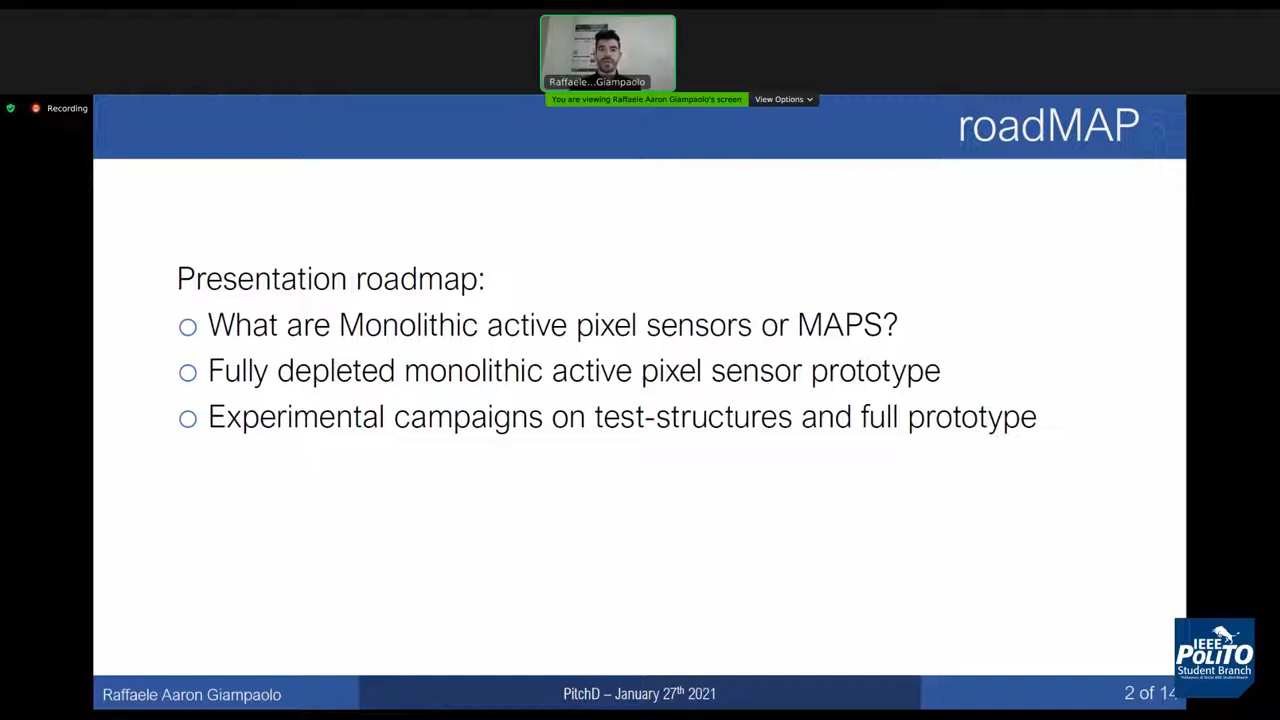 Raffaele...Giampaolo
You are viewing Raffaele Aaron Giampaolo's screen
View Options
Recording
roadMAP
Presentation roadmap:
What are Monolithic active pixel sensors or MAPS?
Fully depleted monolithic active pixel sensor prototype
Experimental campaigns on test-structures and full prototype
IEEE
POLITO
Student Branch
Raffaele Aaron Giampaolo
PitchD – January 27th 2021
2 of 14